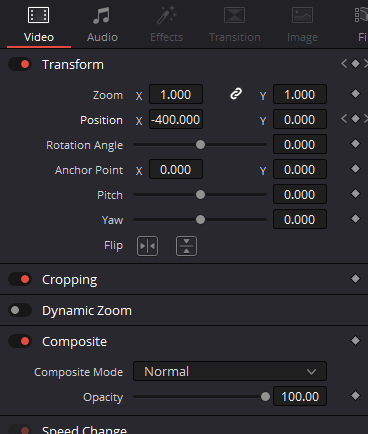 Video Audio Effects Transition Image Fi
Transform
Zoom X 1.000 Y 1.000
Position X -400.000 Y 0.000
Rotation Angle 0.000
Anchor Point X 0.000 Y 0.000
Pitch 0.000
Yaw 0.000
Flip
Cropping
Dynamic Zoom
Composite
Composite Mode Normal
Opacity 100.00
Speed Change